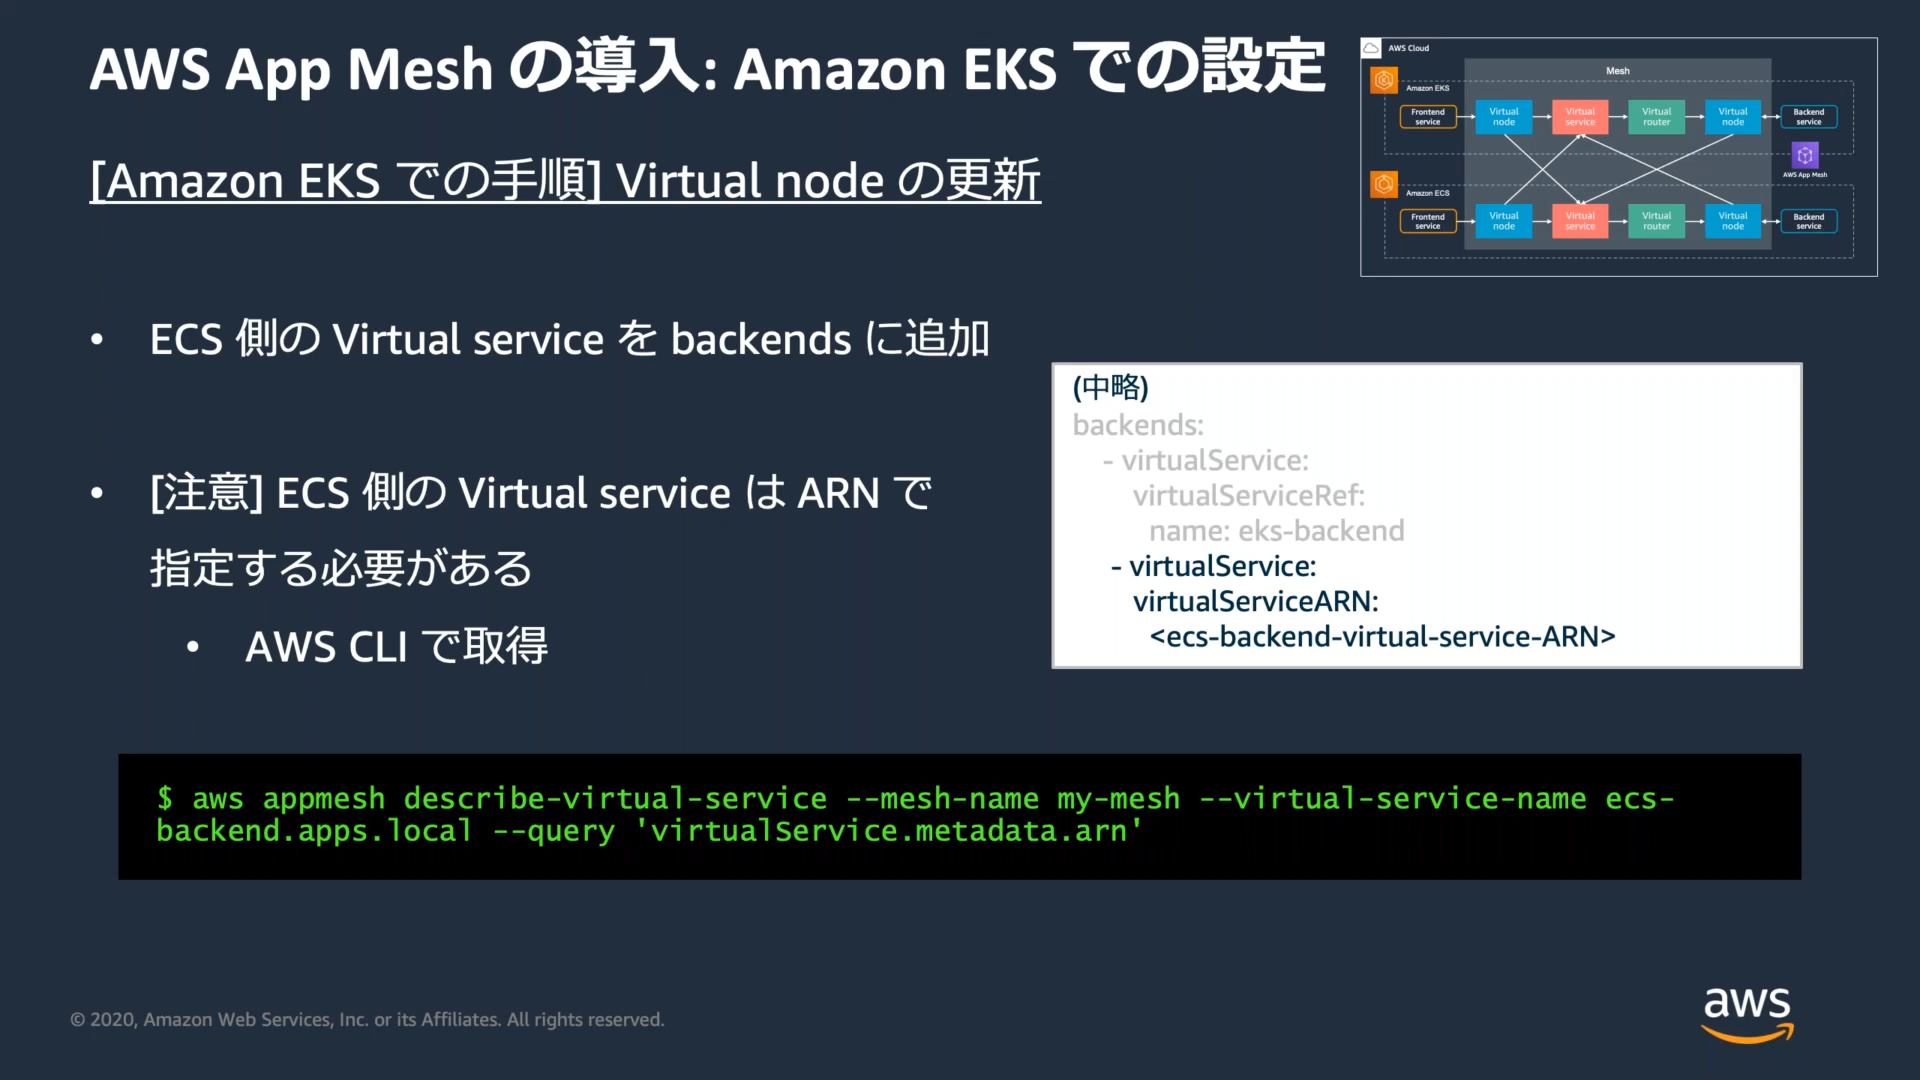 AWS App Mesh の導入: Amazon EKS での設定
[Amazon EKS での手順] Virtual node の更新
AWS Cloud
Mesh
Amazon EKS
Frontend
service
Virtual
node
Virtual
service
Virtual
router
Virtual
node
Backend
service
AWS App Mesh
Amazon ECS
Frontend
service
Virtual
node
Virtual
service
Virtual
router
Virtual
node
Backend
service
• ECS 側の Virtual service を backends に追加
• [注意] ECS 側の Virtual service は ARN で
指定する必要がある
• AWS CLI で取得
(中略)
backends:
- virtualService:
virtualServiceRef:
name: eks-backend
- virtualService:
virtualServiceARN:
<ecs-backend-virtual-service-ARN>
$ aws appmesh describe-virtual-service --mesh-name my-mesh --virtual-service-name ecs-
backend.apps.local --query 'virtualService.metadata.arn'
© 2020, Amazon Web Services, Inc. or its Affiliates. All rights reserved.
aws